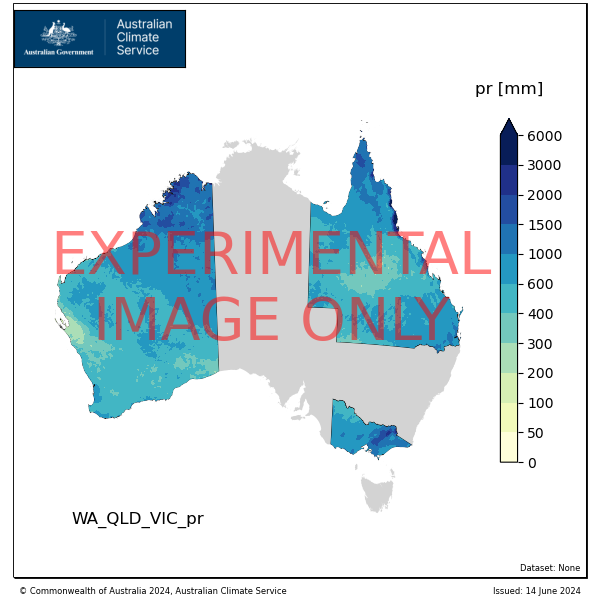 Australian Government
Australian
Climate
Service
pr [mm]
6000
3000
2000
1500
1000
600
400
300
200
100
50
0
EXPERIMENTAL
IMAGE ONLY
WA_QLD_VIC_pr
Dataset: None
© Commonwealth of Australia 2024, Australian Climate Service
Issued: 14 June 2024